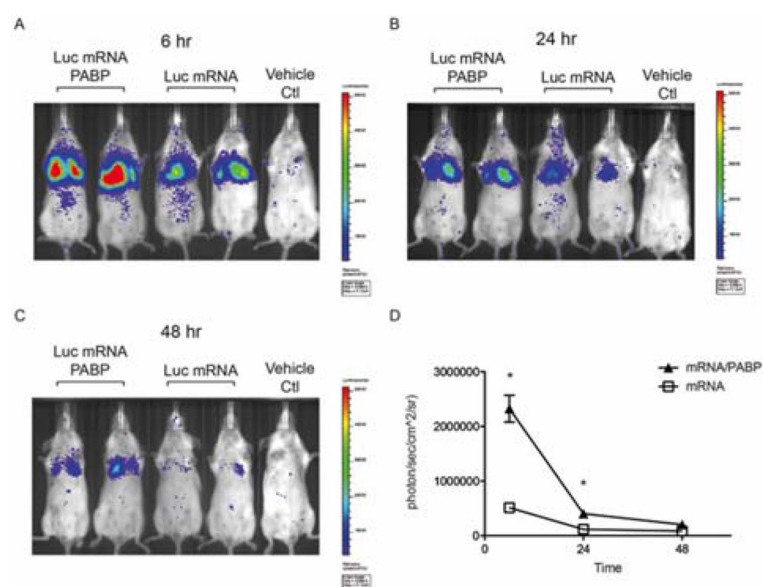 A
6 hr
Luc mRNA
PABP
Luc mRNA
Vehicle
Ctl
B
24 hr
Luc mRNA
PABP
Luc mRNA
Vehicle
Ctl
C
48 hr
Luc mRNA
PABP
Luc mRNA
Vehicle
Ctl
D
mRNA/PABP
mRNA
*
*
photon/sec/cm^2/sr)
3000000
2000000
1000000
0
0
24
48
Time